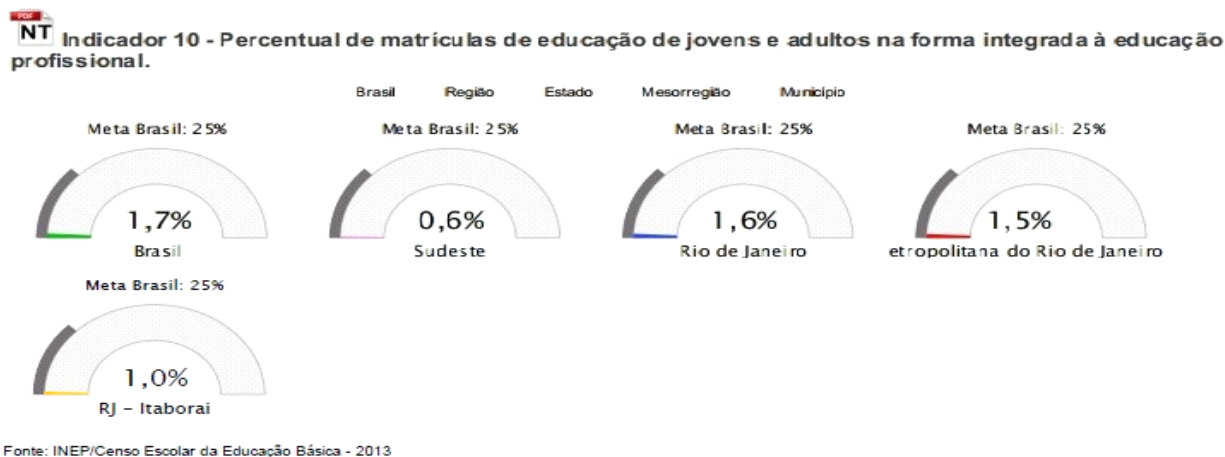 PDF
NT Indicador 10 - Percentual de matrículas de educação de jovens e adultos na forma integrada à educação
profissional.
Brasil Região Estado Mesorregião Município
Meta Brasil: 25% Meta Brasil: 25% Meta Brasil: 25% Meta Brasil: 25%
1,7% 0,6% 1,6% 1,5%
Brasil Sudeste Rio de Janeiro etropolitana do Rio de Janeiro
Meta Brasil: 25%
1,0%
RJ - Itaborai
Fonte: INEP/Censo Escolar da Educação Básica - 2013